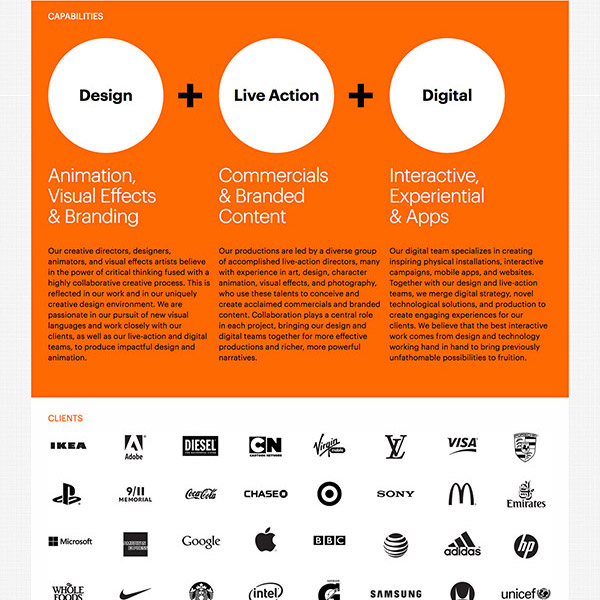 CAPABILITIES
Design + Live Action + Digital
Animation,
Visual Effects
& Branding
Our creative directors, designers,
animators, and visual effects artists believe
in the power of critical thinking fused with a
highly collaborative creative process. This is
reflected in our work and in our uniquely
creative design environment. We are
passionate in our pursuit of new visual
languages and work closely with our
clients, as well as our live-action and digital
teams, to produce impactful design and
animation.
Commercials
& Branded
Content
Our productions are led by a diverse group
of accomplished live-action directors, many
with experience in art, design, character
animation, visual effects, and photography,
who use these talents to conceive and
create acclaimed commercials and branded
content. Collaboration plays a central role
in each project, bringing our design and
digital teams together for more effective
productions and richer, more powerful
narratives.
Interactive,
Experiential
& Apps
Our digital team specializes in creating
inspiring physical installations, interactive
campaigns, mobile apps, and websites.
Together with our design and live-action
teams, we merge digital strategy, novel
technological solutions, and production to
create engaging experiences for our
clients. We believe that the best interactive
work comes from design and technology
working hand in hand to bring previously
unfathomable possibilities to fruition.
CLIENTS
IKEA
Adobe
DIESEL
CN
CARTOON NETWORK
Virgin
LV
VISA
9/11
MEMORIAL
Coca-Cola
CHASE
SONY
Emirates
Microsoft
AMERICAN
EXPRESS
Google
BBC
adidas
hp
WHOLE
FOODS
intel
G
SAMSUNG
unicef